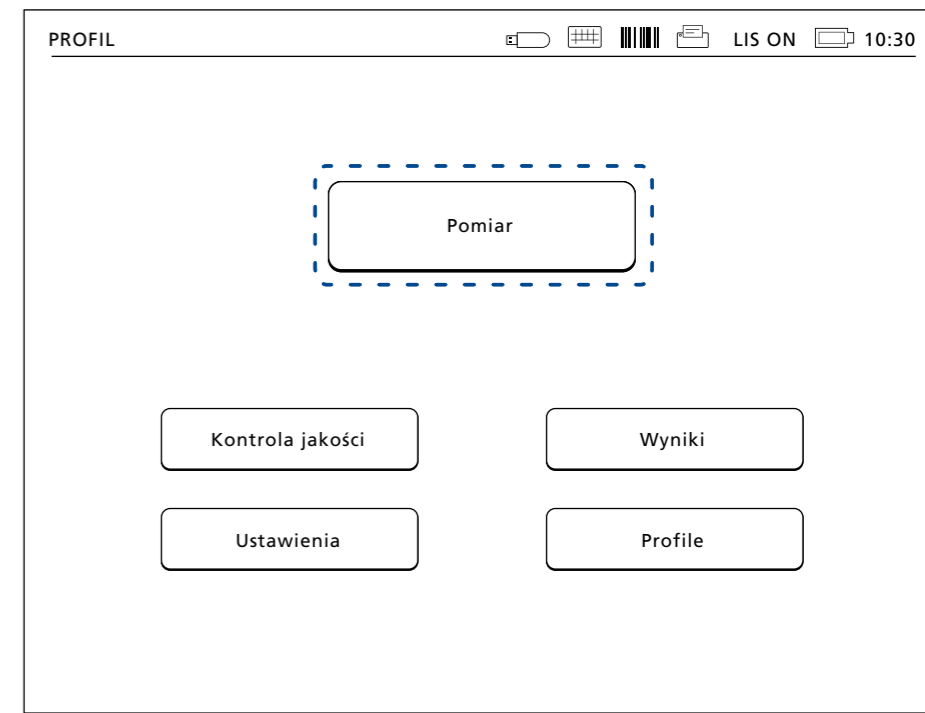 PROFIL LIS ON 10:30
Pomiar
Kontrola jakości Wyniki
Ustawienia Profile